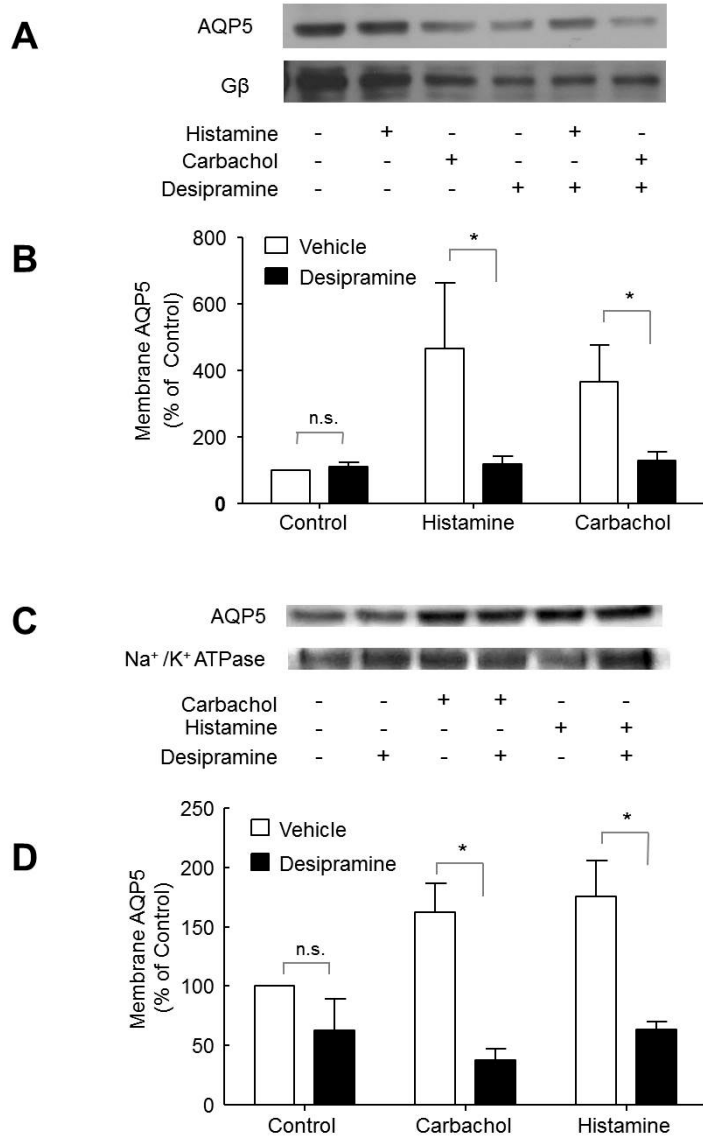 A
AQP5
Gβ
Histamine - + - - + -
Carbachol - - + - - +
Desipramine - - - + + +
B
Membrane AQP5
(% of Control)
800
600
400
200
0
Vehicle
Desipramine
n.s.
*
*
Control Histamine Carbachol
C
AQP5
Na⁺ /K⁺ ATPase
Carbachol - - + + - -
Histamine - - - - + +
Desipramine - + - + - +
D
Membrane AQP5
(% of Control)
250
200
150
100
50
0
Vehicle
Desipramine
n.s.
*
*
Control Carbachol Histamine